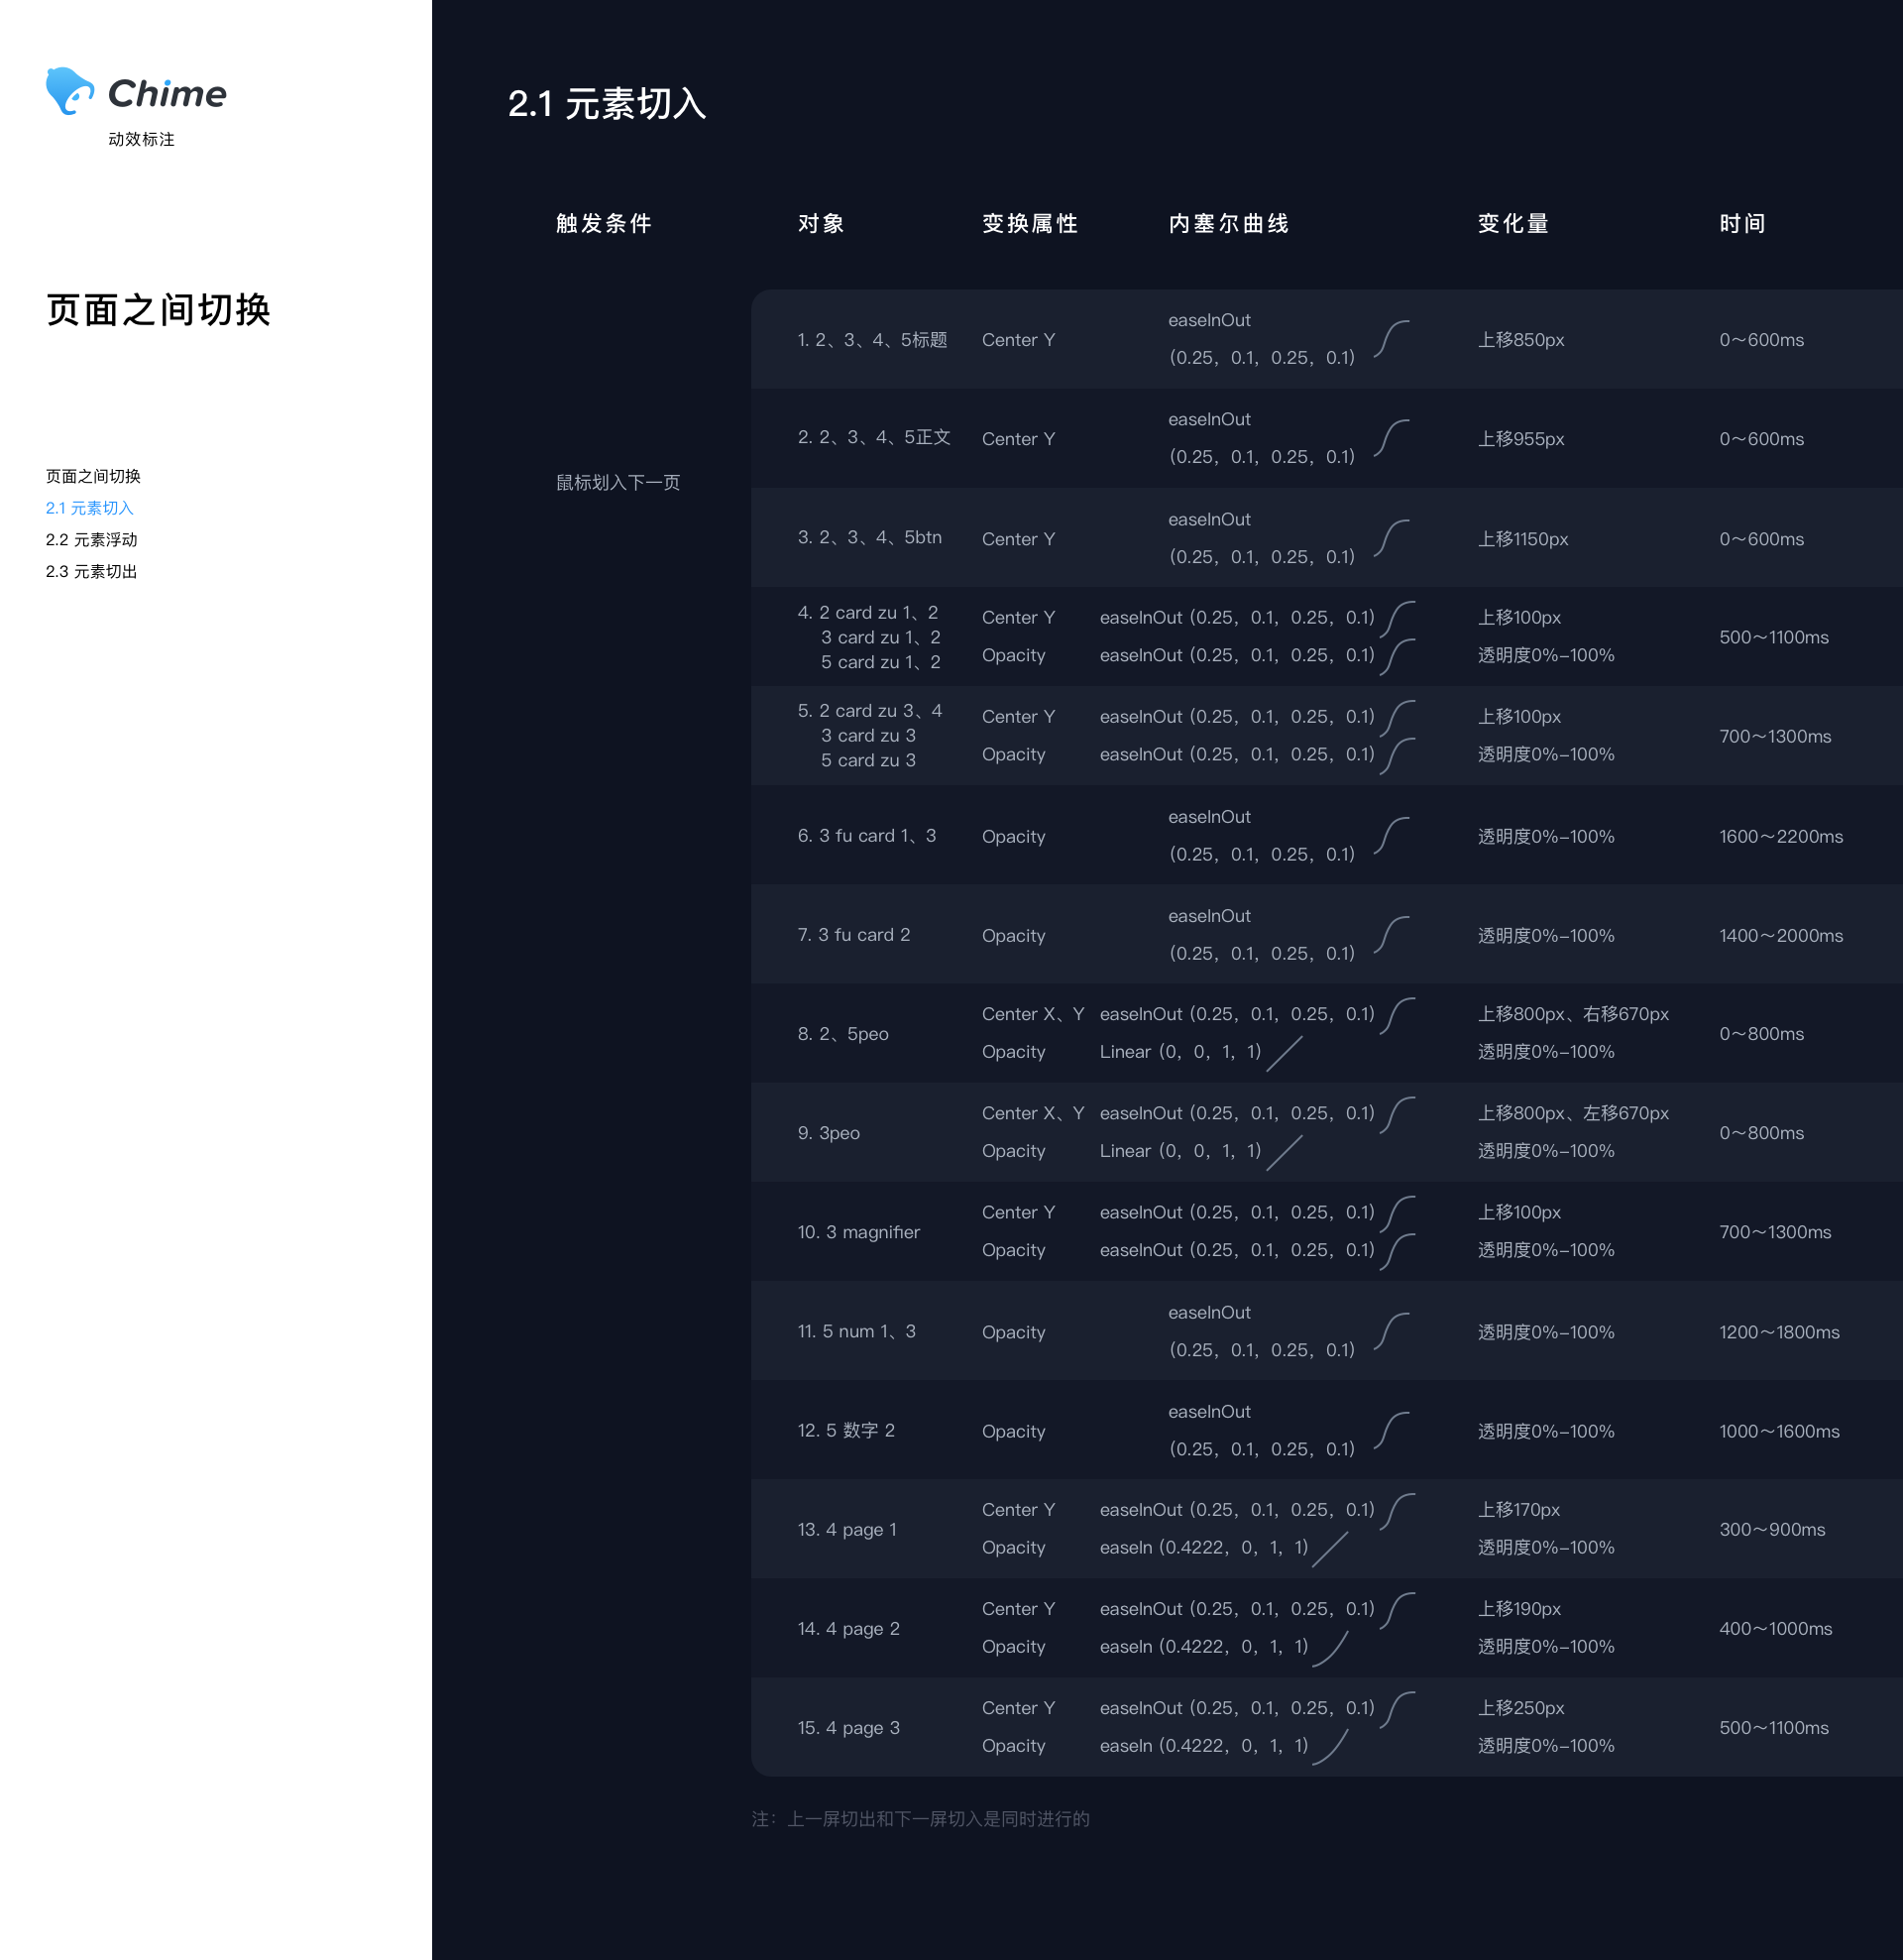 Chime
动效标注
页面之间切换
页面之间切换
2.1 元素切入
2.2 元素浮动
2.3 元素切出
2.1 元素切入
触发条件 对象 变换属性 内塞尔曲线 变化量 时间
鼠标划入下一页
1. 2、3、4、5标题 Center Y easeInOut (0.25, 0.1, 0.25, 0.1) 上移850px 0～600ms
2. 2、3、4、5正文 Center Y easeInOut (0.25, 0.1, 0.25, 0.1) 上移955px 0～600ms
3. 2、3、4、5btn Center Y easeInOut (0.25, 0.1, 0.25, 0.1) 上移1150px 0～600ms
4. 2 card zu 1、2
3 card zu 1、2
5 card zu 1、2
Center Y easeInOut (0.25, 0.1, 0.25, 0.1) 上移100px
Opacity easeInOut (0.25, 0.1, 0.25, 0.1) 透明度0%–100%
500～1100ms
5. 2 card zu 3、4
3 card zu 3
5 card zu 3
Center Y easeInOut (0.25, 0.1, 0.25, 0.1) 上移100px
Opacity easeInOut (0.25, 0.1, 0.25, 0.1) 透明度0%–100%
700～1300ms
6. 3 fu card 1、3 Opacity easeInOut (0.25, 0.1, 0.25, 0.1) 透明度0%–100% 1600～2200ms
7. 3 fu card 2 Opacity easeInOut (0.25, 0.1, 0.25, 0.1) 透明度0%–100% 1400～2000ms
8. 2、5peo
Center X、Y easeInOut (0.25, 0.1, 0.25, 0.1) 上移800px、右移670px
Opacity Linear (0, 0, 1, 1) 透明度0%–100%
0～800ms
9. 3peo
Center X、Y easeInOut (0.25, 0.1, 0.25, 0.1) 上移800px、左移670px
Opacity Linear (0, 0, 1, 1) 透明度0%–100%
0～800ms
10. 3 magnifier
Center Y easeInOut (0.25, 0.1, 0.25, 0.1) 上移100px
Opacity easeInOut (0.25, 0.1, 0.25, 0.1) 透明度0%–100%
700～1300ms
11. 5 num 1、3 Opacity easeInOut (0.25, 0.1, 0.25, 0.1) 透明度0%–100% 1200～1800ms
12. 5 数字 2 Opacity easeInOut (0.25, 0.1, 0.25, 0.1) 透明度0%–100% 1000～1600ms
13. 4 page 1
Center Y easeInOut (0.25, 0.1, 0.25, 0.1) 上移170px
Opacity easeIn (0.4222, 0, 1, 1) 透明度0%–100%
300～900ms
14. 4 page 2
Center Y easeInOut (0.25, 0.1, 0.25, 0.1) 上移190px
Opacity easeIn (0.4222, 0, 1, 1) 透明度0%–100%
400～1000ms
15. 4 page 3
Center Y easeInOut (0.25, 0.1, 0.25, 0.1) 上移250px
Opacity easeIn (0.4222, 0, 1, 1) 透明度0%–100%
500～1100ms
注：上一屏切出和下一屏切入是同时进行的